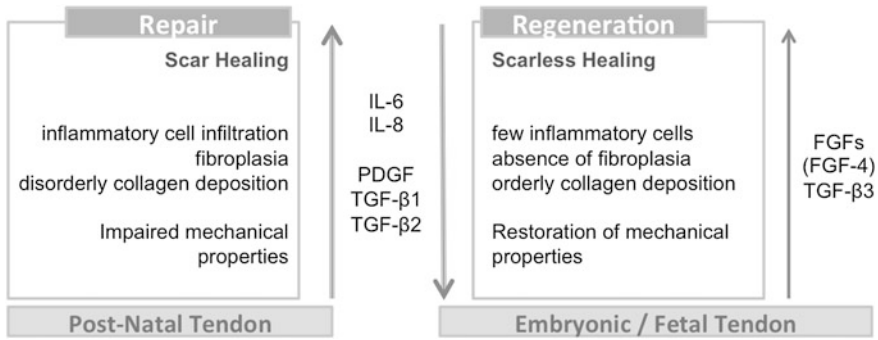 Repair
Scar Healing
inflammatory cell infiltration
fibroplasia
disorderly collagen deposition
Impaired mechanical
properties
Post-Natal Tendon
IL-6
IL-8
PDGF
TGF-β1
TGF-β2
Regeneration
Scarless Healing
few inflammatory cells
absence of fibroplasia
orderly collagen deposition
Restoration of mechanical
properties
Embryonic / Fetal Tendon
FGFs
(FGF-4)
TGF-β3